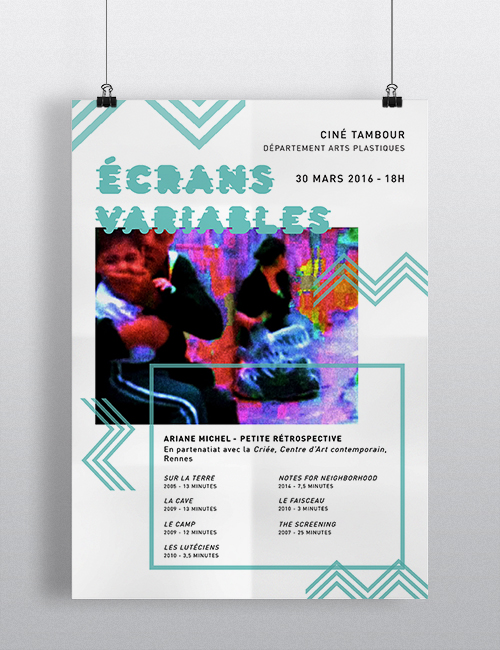 CINÉ TAMBOUR
DÉPARTEMENT ARTS PLASTIQUES
30 MARS 2016 - 18H
ÉCRANS
VARIABLES
ARIANE MICHEL - PETITE RÉTROSPECTIVE
En partenatiat avec la Criée, Centre d'Art contemporain,
Rennes
SUR LA TERRE
2005 - 13 MINUTES
LA CAVE
2009 - 13 MINUTES
LE CAMP
2009 - 12 MINUTES
LES LUTÉCIENS
2010 - 3,5 MINUTES
NOTES FOR NEIGHBORHOOD
2014 - 7,5 MINUTES
LE FAISCEAU
2010 - 3 MINUTES
THE SCREENING
2007 - 25 MINUTES